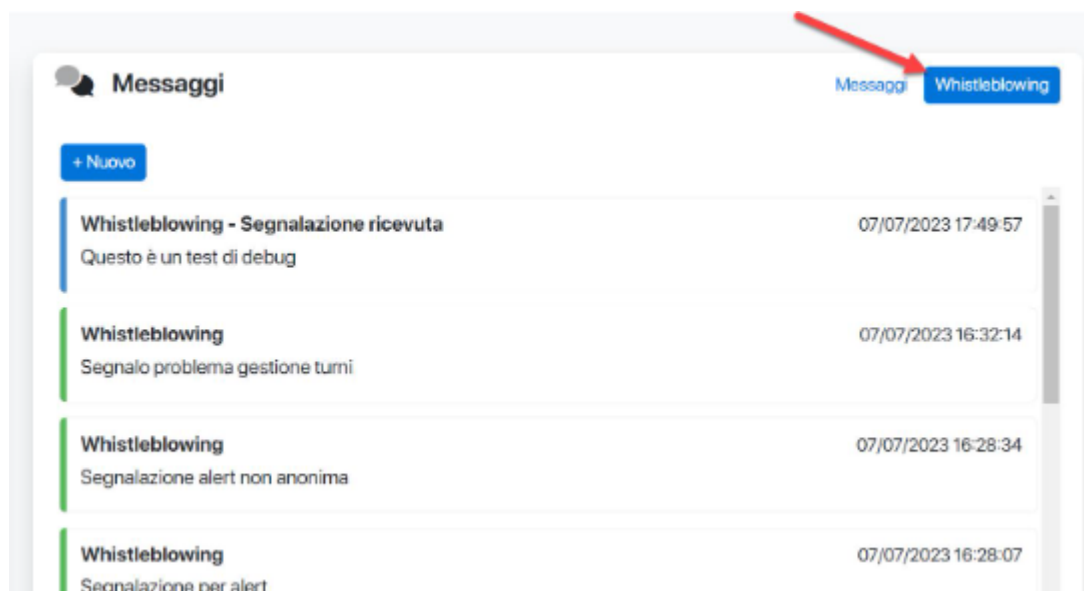 Messaggi
Messaggi Whistleblowing
+ Nuovo
Whistleblowing - Segnalazione ricevuta 07/07/2023 17:49:57
Questo è un test di debug
Whistleblowing 07/07/2023 16:32:14
Segnalo problema gestione turni
Whistleblowing 07/07/2023 16:28:34
Segnalazione alert non anonima
Whistleblowing 07/07/2023 16:28:07
Segnalazione per alert